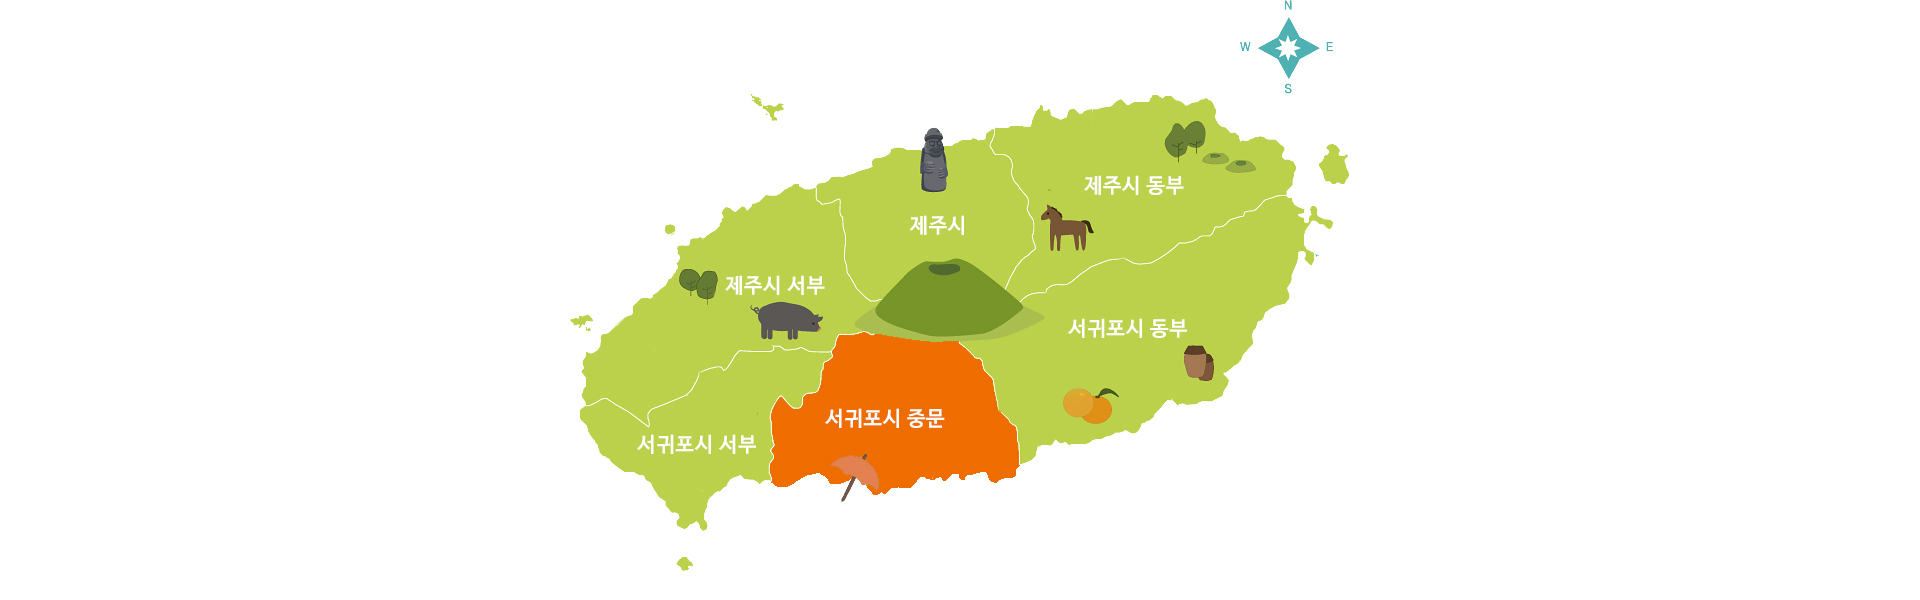 N
W
E
S
제주시 동부
제주시
제주시 서부
서귀포시 동부
서귀포시 중문
서귀포시 서부